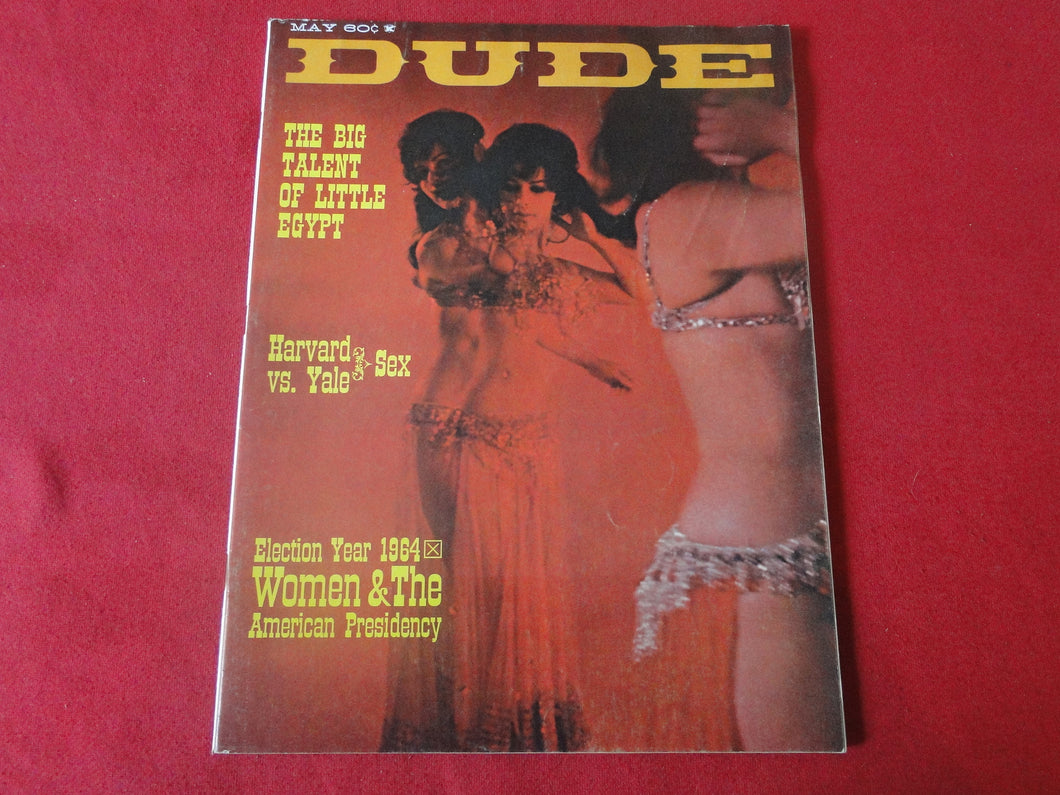 MAY 60¢
DUDE
THE BIG
TALENT
OF LITTLE
EGYPT
Harvard
vs. Yale } Sex
Election Year 1964 ☒
Women & The
American Presidency